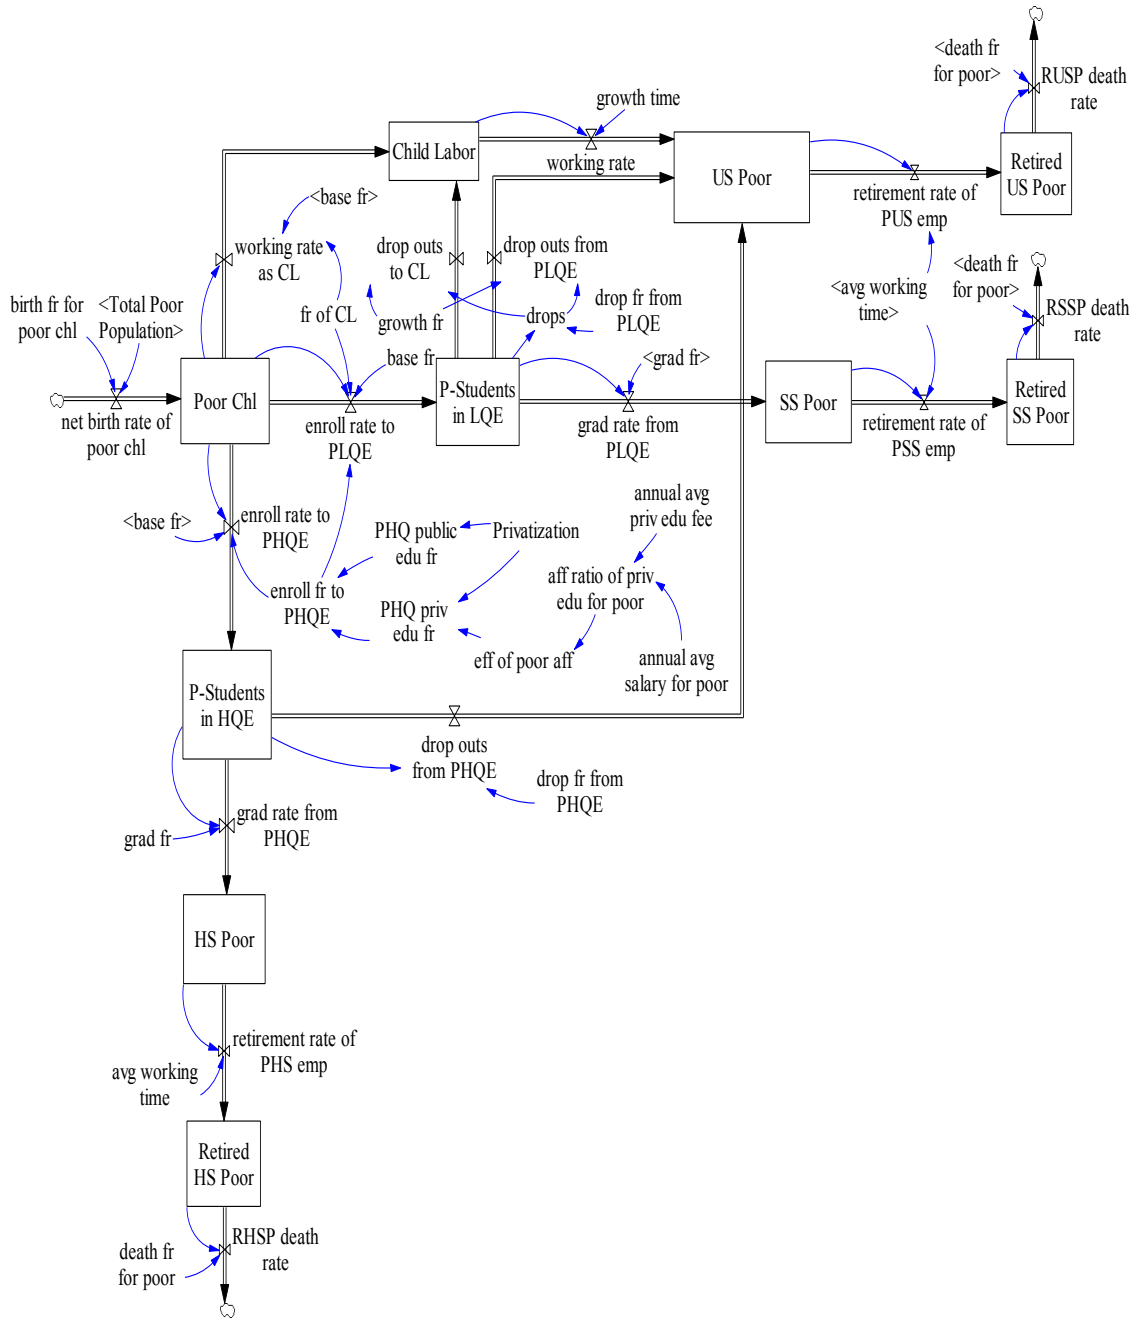 <death fr
for poor>
RUSP death
rate
growth time
Child Labor
working rate
US Poor
Retired
US Poor
retirement rate of
PUS emp
<base fr>
working rate
as CL
drop outs
to CL
drop outs from
PLQE
birth fr for
poor chl
<Total Poor
Population>
fr of CL
growth fr
drops
drop fr from
PLQE
<avg working
time>
<death fr
for poor>
RSSP death
rate
base fr
<grad fr>
Poor Chl
P-Students
in LQE
SS Poor
Retired
SS Poor
net birth rate of
poor chl
enroll rate to
PLQE
grad rate from
PLQE
retirement rate of
PSS emp
<base fr>
enroll rate to
PHQE
PHQ public
edu fr
Privatization
annual avg
priv edu fee
enroll fr to
PHQE
PHQ priv
edu fr
aff ratio of priv
edu for poor
eff of poor aff
annual avg
salary for poor
P-Students
in HQE
drop outs
from PHQE
drop fr from
PHQE
grad fr
grad rate from
PHQE
HS Poor
retirement rate of
PHS emp
avg working
time
Retired
HS Poor
death fr
for poor
RHSP death
rate